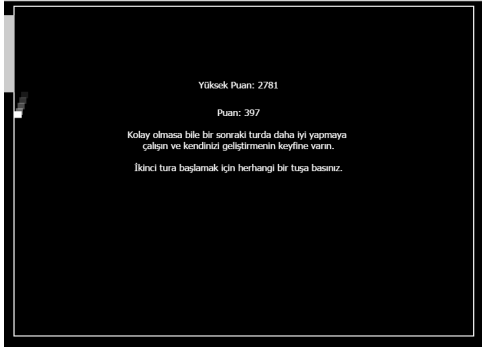 Yüksek Puan: 2781
Puan: 397
Kolay olmasa bile bir sonraki turda daha iyi yapmaya
çalışın ve kendinizi geliştirmenin keyfine varın.
İkinci tura başlamak için herhangi bir tuşa basınız.